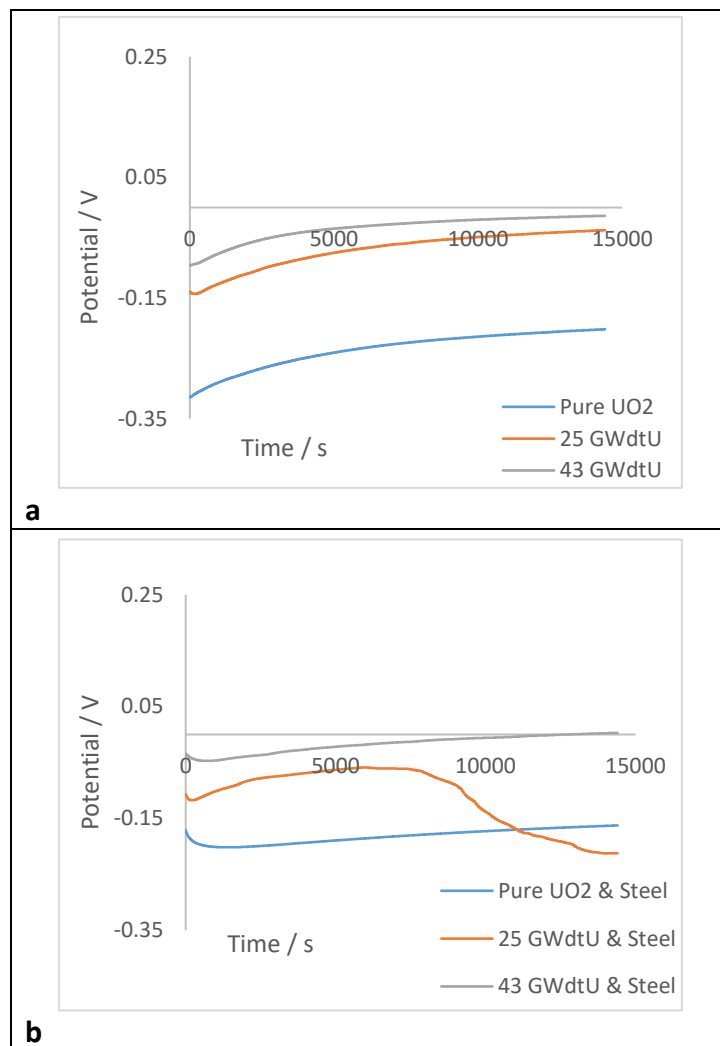 0.25
0.05
-0.15
-0.35
Potential / V
0
5000
10000
15000
Time / s
Pure UO2
25 GWdtU
43 GWdtU
a
0.25
0.05
-0.15
-0.35
Potential / V
0
5000
10000
15000
Time / s
Pure UO2 & Steel
25 GWdtU & Steel
43 GWdtU & Steel
b